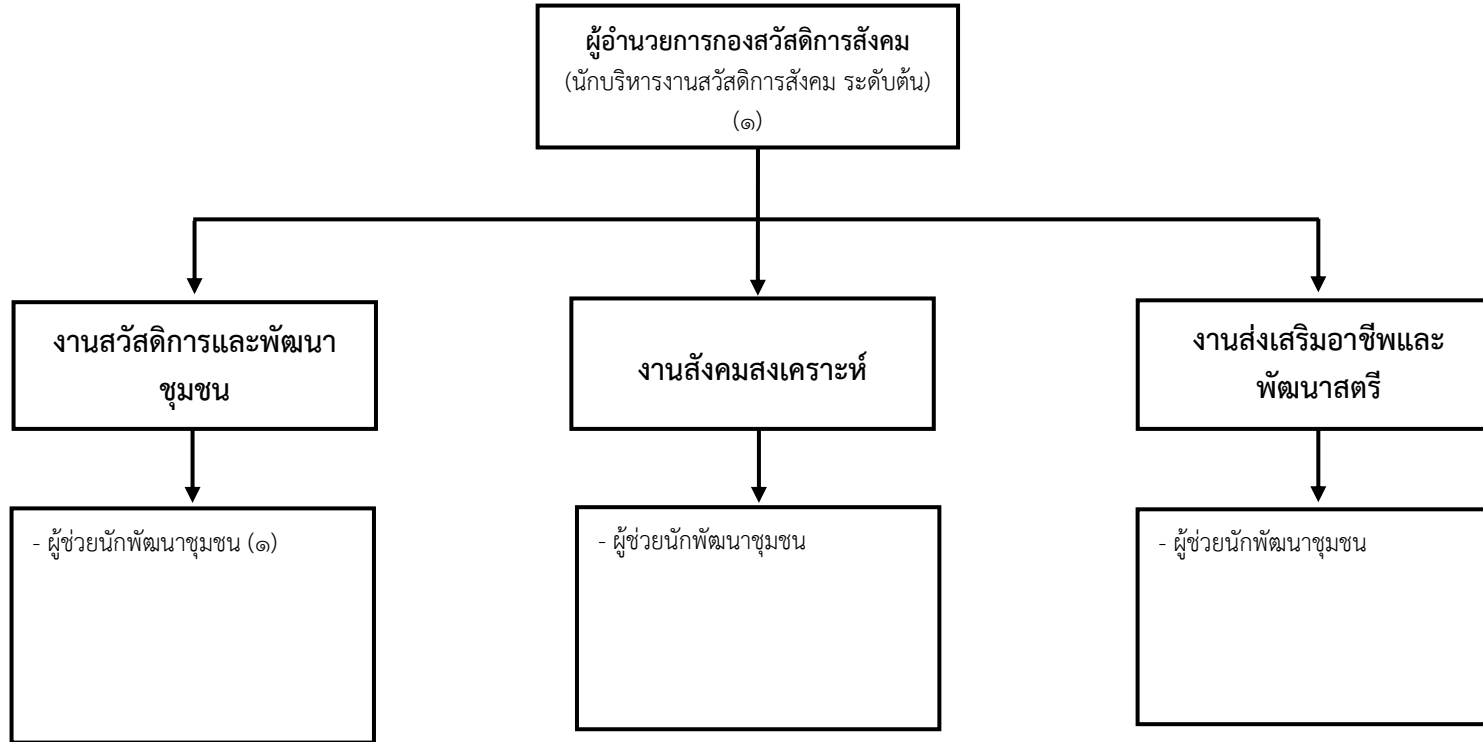 ผู้อำนวยการกองสวัสดิการสังคม
(นักบริหารงานสวัสดิการสังคม ระดับต้น)
(๑)
งานสวัสดิการและพัฒนา
ชุมชน
งานสังคมสงเคราะห์
งานส่งเสริมอาชีพและ
พัฒนาสตรี
- ผู้ช่วยนักพัฒนาชุมชน (๑)
- ผู้ช่วยนักพัฒนาชุมชน
- ผู้ช่วยนักพัฒนาชุมชน